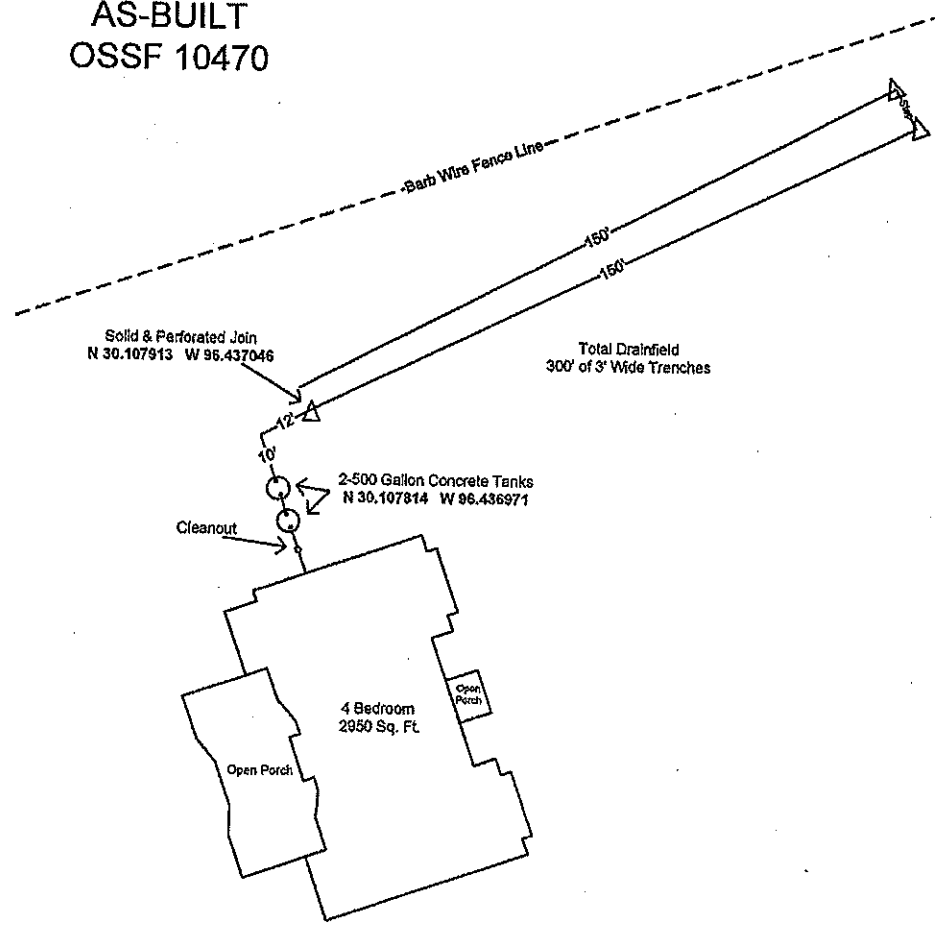 AS-BUILT
OSSF 10470
Barb Wire Fence Line
150'
150'
Solid & Perforated Join
N 30.107913 W 96.437046
Total Drainfield
300' of 3' Wide Trenches
12'
10'
2-500 Gallon Concrete Tanks
N 30.107814 W 96.436971
Cleanout
Open
Porch
4 Bedroom
2950 Sq. Ft.
Open Porch